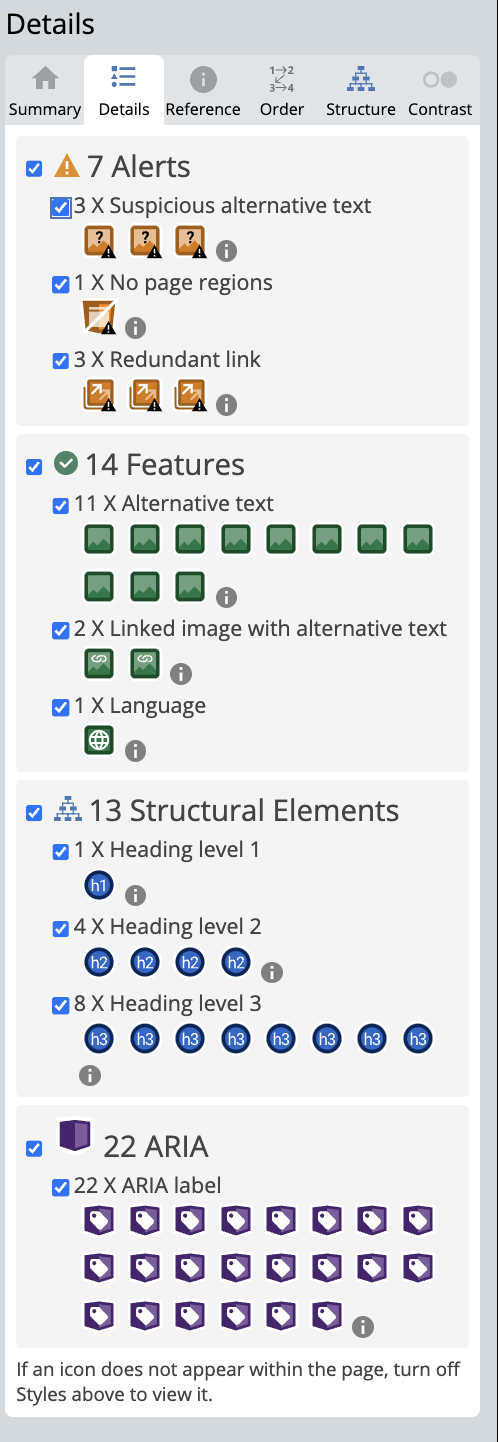 Details
Summary Details Reference Order Structure Contrast
7 Alerts
3 X Suspicious alternative text
1 X No page regions
3 X Redundant link
14 Features
11 X Alternative text
2 X Linked image with alternative text
1 X Language
13 Structural Elements
1 X Heading level 1
h1
4 X Heading level 2
h2 h2 h2 h2
8 X Heading level 3
h3 h3 h3 h3 h3 h3 h3 h3
22 ARIA
22 X ARIA label
If an icon does not appear within the page, turn off
Styles above to view it.